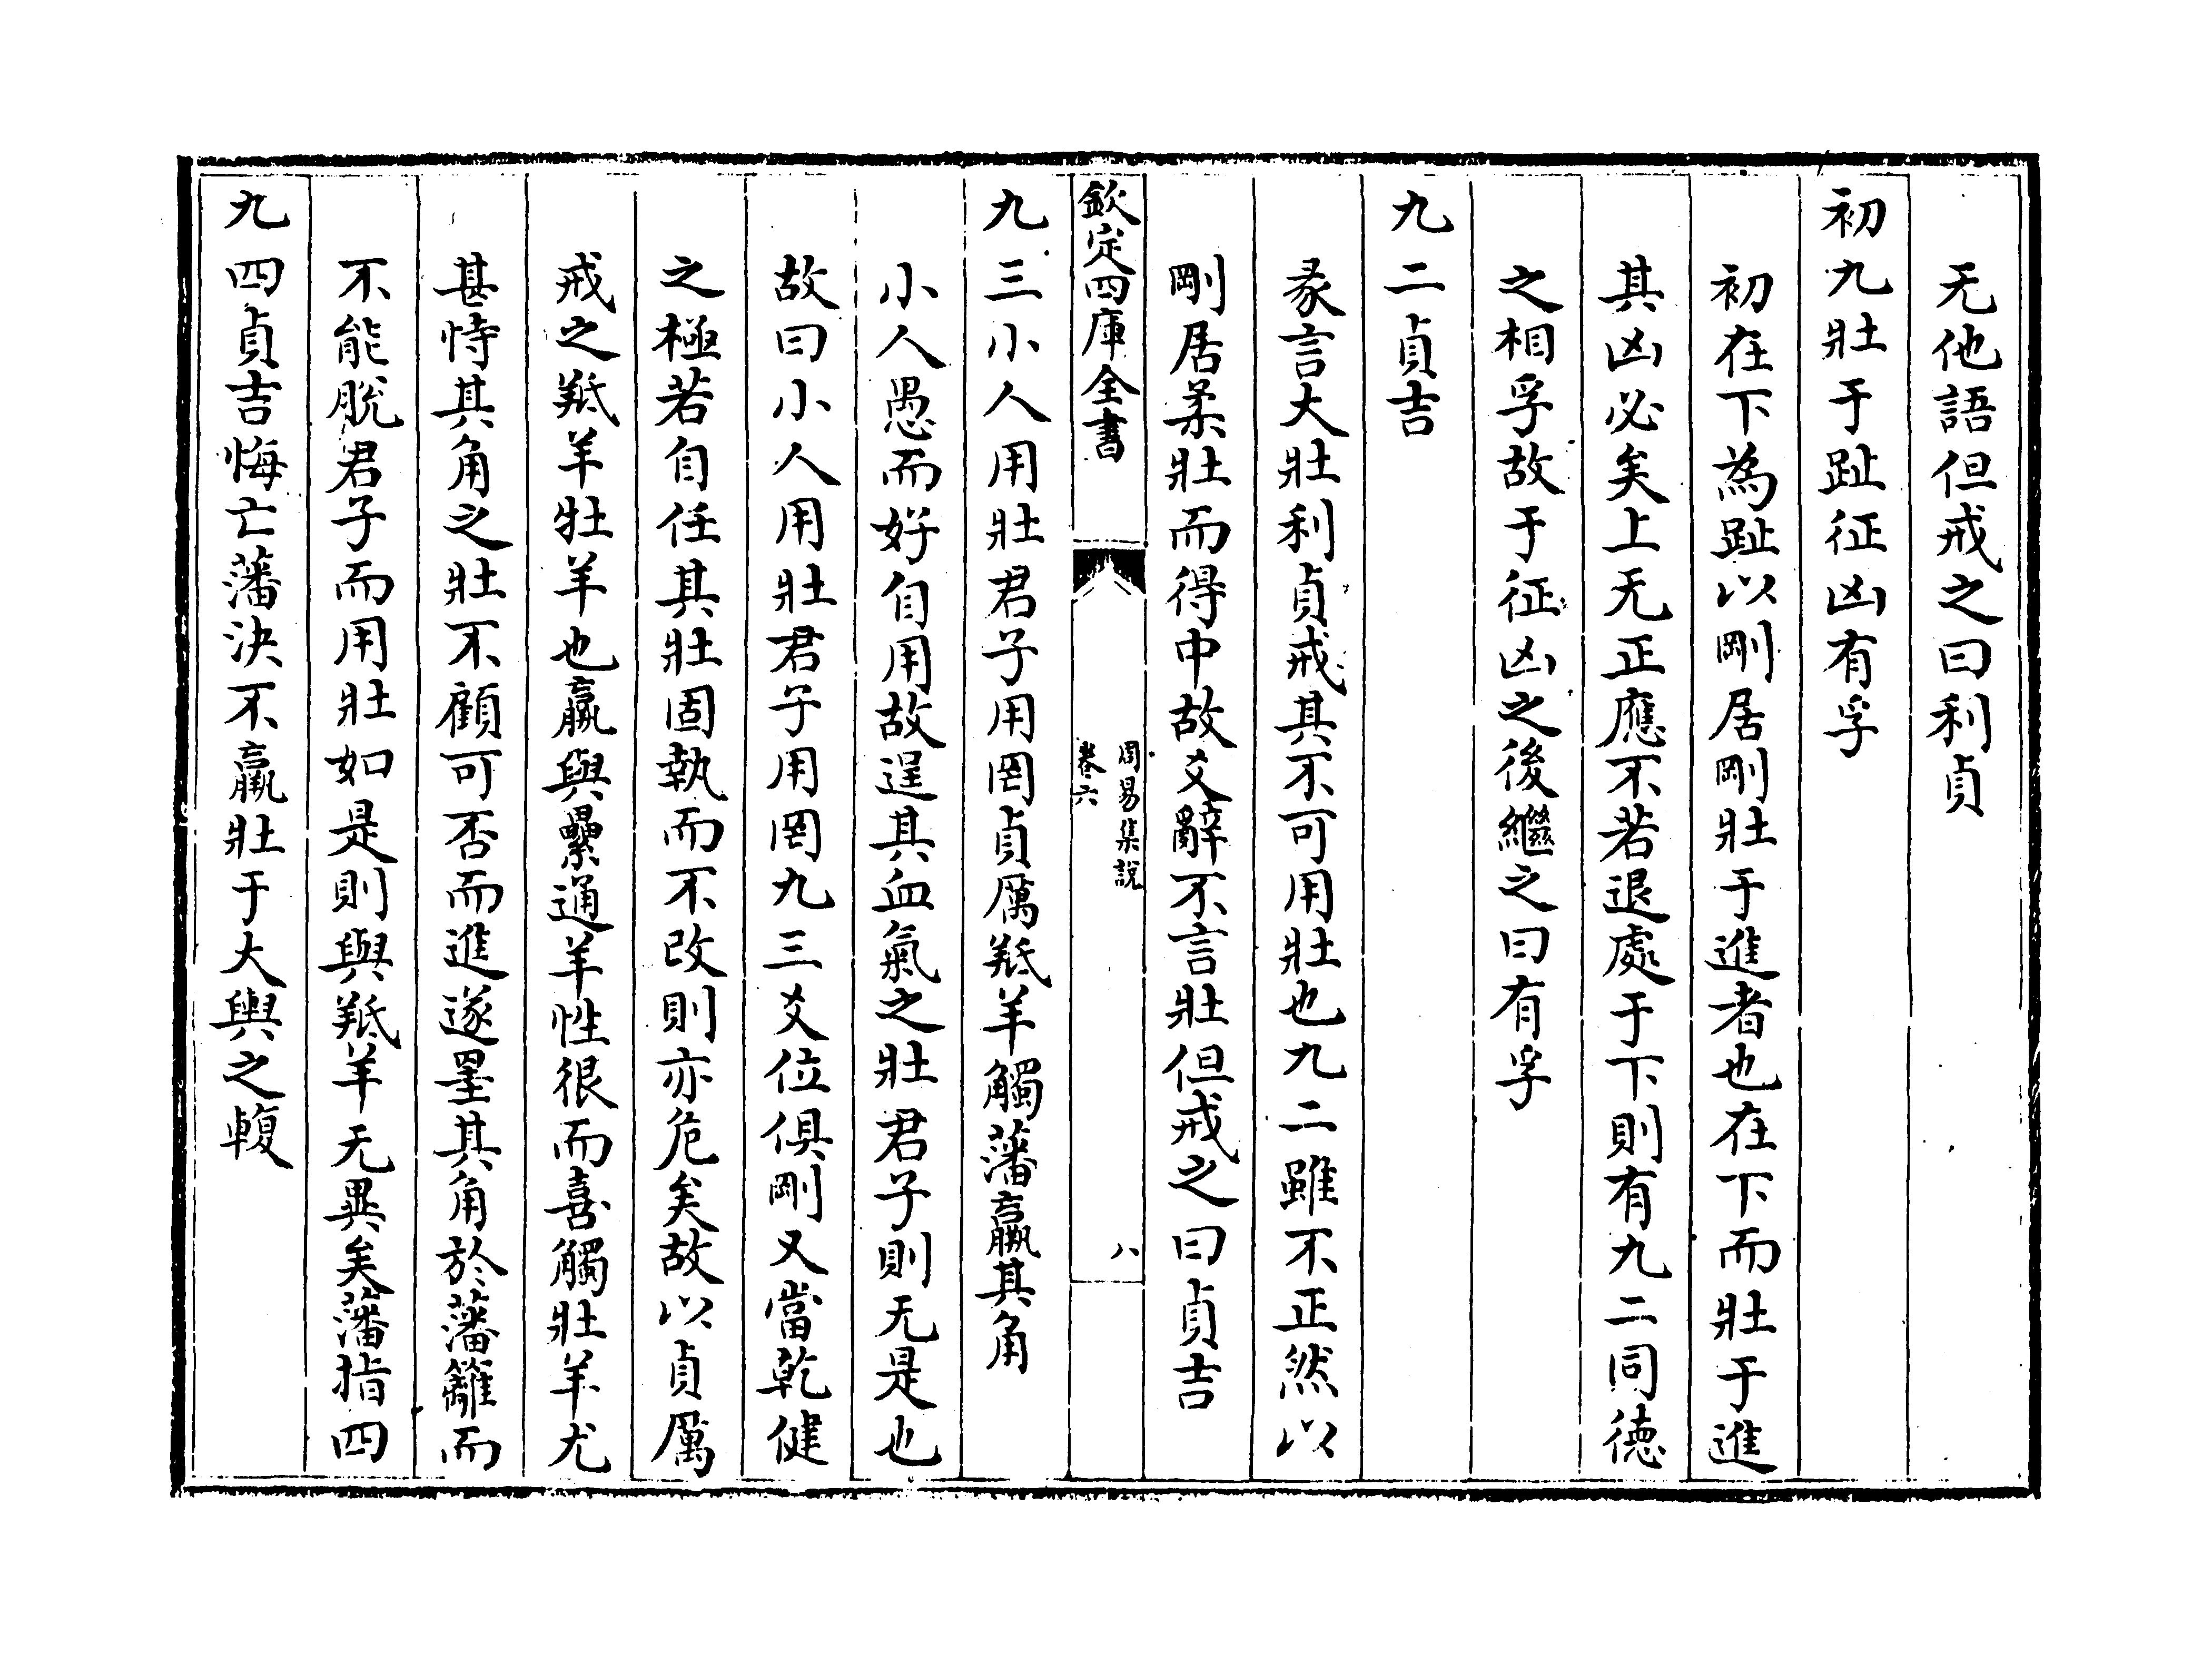 无他語但戒之曰利貞
初九壯于趾征凶有孚
初在下為趾以剛居剛壯于進者也在下而壯于進
其凶必矣上无正應不若退處于下則有九二同德
之相孚故于征凶之後繼之曰有孚
九二貞吉
彖言大壯利貞戒其不可用壯也九二雖不正然以
剛居柔壯而得中故爻辭不言壯但戒之曰貞吉
欽定四庫全書
周易集說
卷六
八
九三小人用壯君子用罔貞厲羝羊觸藩羸其角
小人愚而好自用故逞其血氣之壯君子則无是也
故曰小人用壯君子用罔九三爻位俱剛又當乾健
之極若自任其壯固執而不改則亦危矣故以貞厲
戒之羝羊牡羊也羸與纍通羊性很而喜觸壯羊尤
甚恃其角之壯不顧可否而進遂罣其角於藩籬而
不能脫君子而用壯如是則與羝羊无異矣藩指四
九四貞吉悔亡藩決不羸壯于大輿之輹